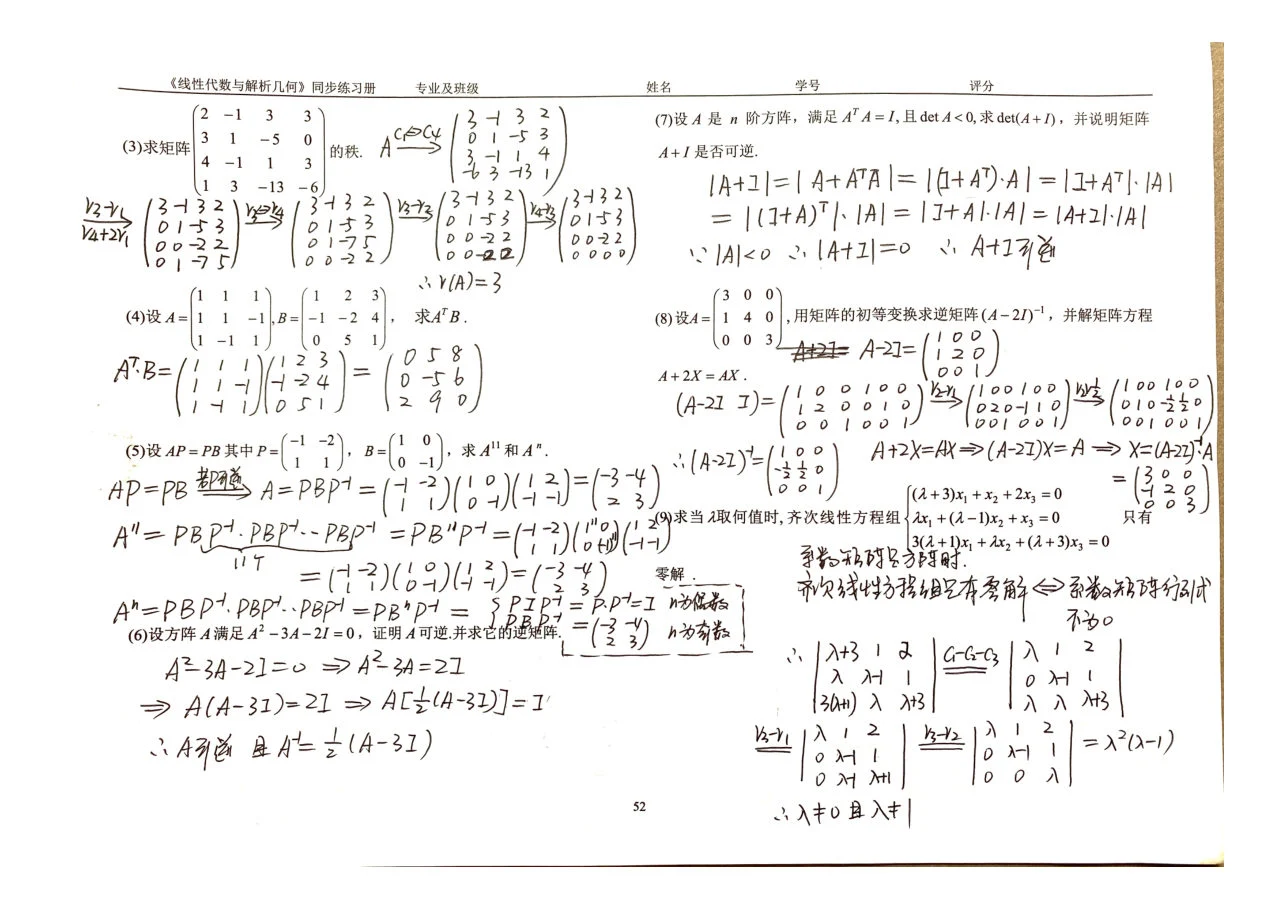 《线性代数与解析几何》同步练习册 专业及班级 姓名 学号 评分
(3)求矩阵 (2 -1 3 3; 3 1 -5 0; 4 -1 1 3; 1 3 -13 -6) 的秩. A —C1↔C4→ (3 -1 3 2; 0 1 -5 3; 3 -1 1 4; -6 3 -13 1)
—r3-r1, r4+2r1→ (3 -1 3 2; 0 1 -5 3; 0 0 -2 2; 0 1 -7 5) —r3↔r4→ (3 -1 3 2; 0 1 -5 3; 0 1 -7 5; 0 0 -2 2) → (3 -1 3 2; 0 1 -5 3; 0 0 -2 2; 0 0 -2 2) —r4-r3→ (3 -1 3 2; 0 1 -5 3; 0 0 -2 2; 0 0 0 0)
∴ r(A)=3
(4)设 A=(1 1 1; 1 1 -1; 1 -1 1), B=(1 2 3; -1 -2 4; 0 5 1), 求AᵀB.
Aᵀ·B=(1 1 1; 1 1 -1; 1 -1 1)(1 2 3; -1 -2 4; 0 5 1)=(0 5 8; 0 -5 6; 2 9 0)
(5)设 AP=PB 其中 P=(-1 -2; 1 1), B=(1 0; 0 -1), 求 A¹¹ 和 Aⁿ.
AP=PB —若P可逆→ A=PBP⁻¹=(-1 -2; 1 1)(1 0; 0 -1)(1 2; -1 -1)=(-3 -4; 2 3)
A¹¹=PBP⁻¹·PBP⁻¹···PBP⁻¹=PB¹¹P⁻¹=(-1 -2; 1 1)(1¹¹ 0; 0 (-1)¹¹)(1 2; -1 -1)
11个
=(-1 -2; 1 1)(1 0; 0 -1)(1 2; -1 -1)=(-3 -4; 2 3)
Aⁿ=PBP⁻¹·PBP⁻¹···PBP⁻¹=PBⁿP⁻¹= { PIP⁻¹=P·P⁻¹=I n为偶数
PBP⁻¹=(-3 -4; 2 3) n为奇数
(6)设方阵 A 满足 A²-3A-2I=0, 证明 A 可逆.并求它的逆矩阵.
A²-3A-2I=0 ⇒ A²-3A=2I
⇒ A(A-3I)=2I ⇒ A[½(A-3I)]=I
∴ A可逆 且 A⁻¹=½(A-3I)
(7)设 A 是 n 阶方阵, 满足 AᵀA=I, 且 det A<0, 求 det(A+I), 并说明矩阵
A+I 是否可逆.
|A+I|=|A+AᵀA|=|(I+Aᵀ)·A|=|I+Aᵀ|·|A|
=|(I+A)ᵀ|·|A|=|I+A|·|A|=|A+I|·|A|
∵ |A|<0 ∴ |A+I|=0 ∴ A+I
(8)设A=(3 0 0; 1 4 0; 0 0 3), 用矩阵的初等变换求逆矩阵 (A-2I)⁻¹, 并解矩阵方程
A+2X=AX.
A-2I=(1 0 0; 1 2 0; 0 0 1)
(A-2I I)=(1 0 0 1 0 0; 1 2 0 0 1 0; 0 0 1 0 0 1) —r2-r1→ (1 0 0 1 0 0; 0 2 0 -1 1 0; 0 0 1 0 0 1) —r2·½→ (1 0 0 1 0 0; 0 1 0 -½ ½ 0; 0 0 1 0 0 1)
∴(A-2I)⁻¹=(1 0 0; -½ ½ 0; 0 0 1) A+2X=AX ⇒ (A-2I)X=A ⇒ X=(A-2I)⁻¹·A
=(3 0 0; -1 2 0; 0 0 3)
(9)求当 λ取何值时, 齐次线性方程组 { (λ+3)x₁+x₂+2x₃=0
λx₁+(λ-1)x₂+x₃=0 只有
3(λ+1)x₁+λx₂+(λ+3)x₃=0
零解.
系数矩阵是方阵时.
齐次线性方程组只有零解 ⇔ 系数矩阵行列式
不为0
∴ |λ+3 1 2; λ λ-1 1; 3(λ+1) λ λ+3| =C1-C2-C3= |λ 1 2; 0 λ-1 1; λ λ λ+3|
=r3-r1= |λ 1 2; 0 λ-1 1; 0 λ-1 λ+1| =r3-r2= |λ 1 2; 0 λ-1 1; 0 0 λ| =λ²(λ-1)
∴ λ≠0 且 λ≠1
52